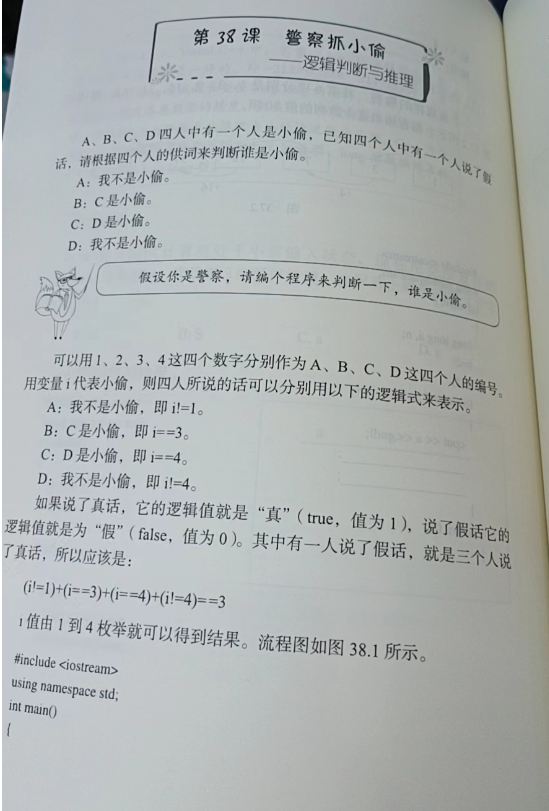 第38课 警察抓小偷
——逻辑判断与推理
A、B、C、D四人中有一个人是小偷，已知四个人中有一个人说了假
话，请根据四个人的供词来判断谁是小偷。
A：我不是小偷。
B：C是小偷。
C：D是小偷。
D：我不是小偷。
假设你是警察，请编个程序来判断一下，谁是小偷。
可以用1、2、3、4这四个数字分别作为A、B、C、D这四个人的编号。
用变量i代表小偷，则四人所说的话可以分别用以下的逻辑式来表示。
A：我不是小偷，即i!=1。
B：C是小偷，即i==3。
C：D是小偷，即i==4。
D：我不是小偷，即i!=4。
如果说了真话，它的逻辑值就是“真”（true，值为1），说了假话它的
逻辑值就是为“假”（false，值为0）。其中有一人说了假话，就是三个人说
了真话，所以应该是：
(i!=1)+(i==3)+(i==4)+(i!=4)==3
i值由1到4枚举就可以得到结果。流程图如图38.1所示。
#include <iostream>
using namespace std;
int main()
{